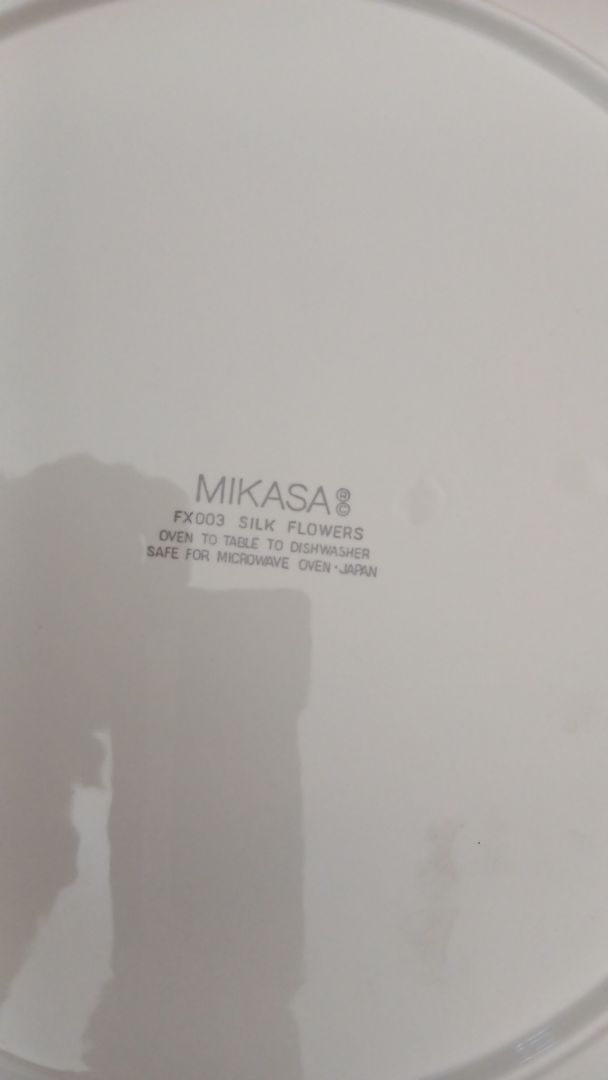 MIKASA ® ©
FX003 SILK FLOWERS
OVEN TO TABLE TO DISHWASHER
SAFE FOR MICROWAVE OVEN · JAPAN